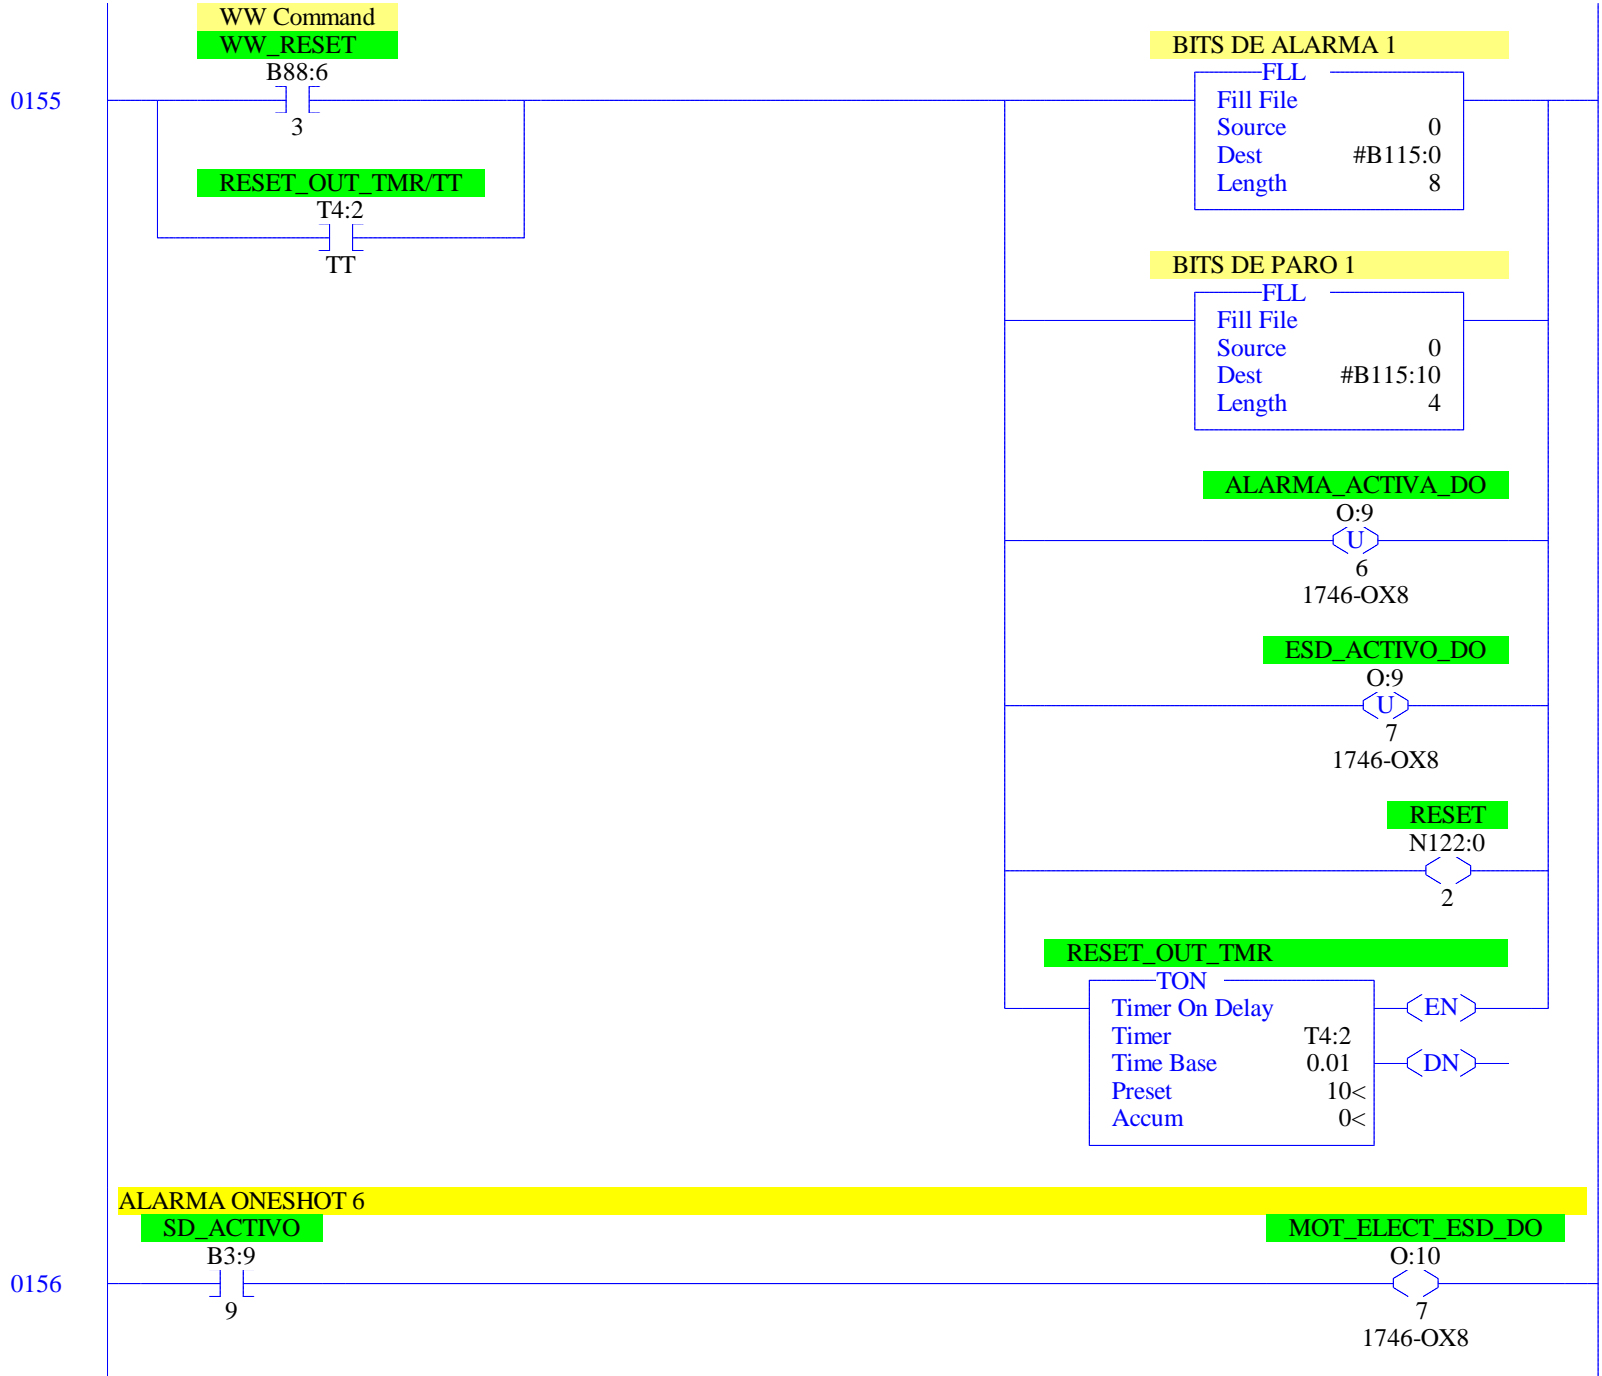 WW Command
WW_RESET
B88:6
3
0155
RESET_OUT_TMR/TT
T4:2
TT
BITS DE ALARMA 1
FLL
Fill File
Source 0
Dest #B115:0
Length 8
BITS DE PARO 1
FLL
Fill File
Source 0
Dest #B115:10
Length 4
ALARMA_ACTIVA_DO
O:9
U
6
1746-OX8
ESD_ACTIVO_DO
O:9
U
7
1746-OX8
RESET
N122:0
2
RESET_OUT_TMR
TON
Timer On Delay EN
Timer T4:2
Time Base 0.01 DN
Preset 10<
Accum 0<
ALARMA ONESHOT 6
SD_ACTIVO
B3:9
9
0156
MOT_ELECT_ESD_DO
O:10
7
1746-OX8